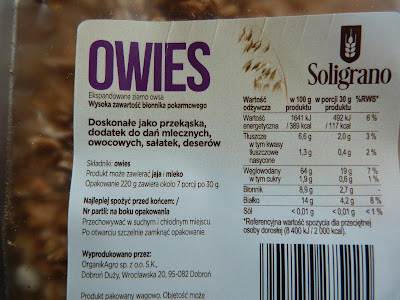 OWIES
Ekspandowane ziarno owsa
Wysoka zawartość błonnika pokarmowego
Doskonałe jako przekąska,
dodatek do dań mlecznych,
owocowych, sałatek, deserów
Składniki: owies
Produkt może zawierać jaja i mleko
Opakowanie 220 g zawiera około 7 porcji po 30 g.
Najlepiej spożyć przed końcem: /
Nr partii: na boku opakowania
Przechowywać w suchym i chłodnym miejscu.
Po otwarciu szczelnie zamknąć opakowanie.
Wyprodukowano przez:
OrganikAgro sp. z o.o. S.K.,
Dobroń Duży, Wrocławska 20, 95-082 Dobroń
Produkt pakowany wagowo. Objętość może
Soligrano
Wartość odżywcza w 100 g produktu w porcji 30 g produktu %RWS*
Wartość energetyczna 1641 kJ / 389 kcal 492 kJ / 117 kcal 6 %
Tłuszcze 6,6 g 2,0 g 3 %
w tym kwasy tłuszczowe nasycone 1,3 g 0,4 g 2 %
Węglowodany 64 g 19 g 7 %
w tym cukry 1,9 g 0,6 g 1 %
Błonnik 8,9 g 2,7 g -
Białko 14 g 4,2 g 8 %
Sól < 0,01 g < 0,01 g < 1 %
*Referencyjna wartość spożycia dla przeciętnej
osoby dorosłej (8 400 kJ / 2 000 kcal).